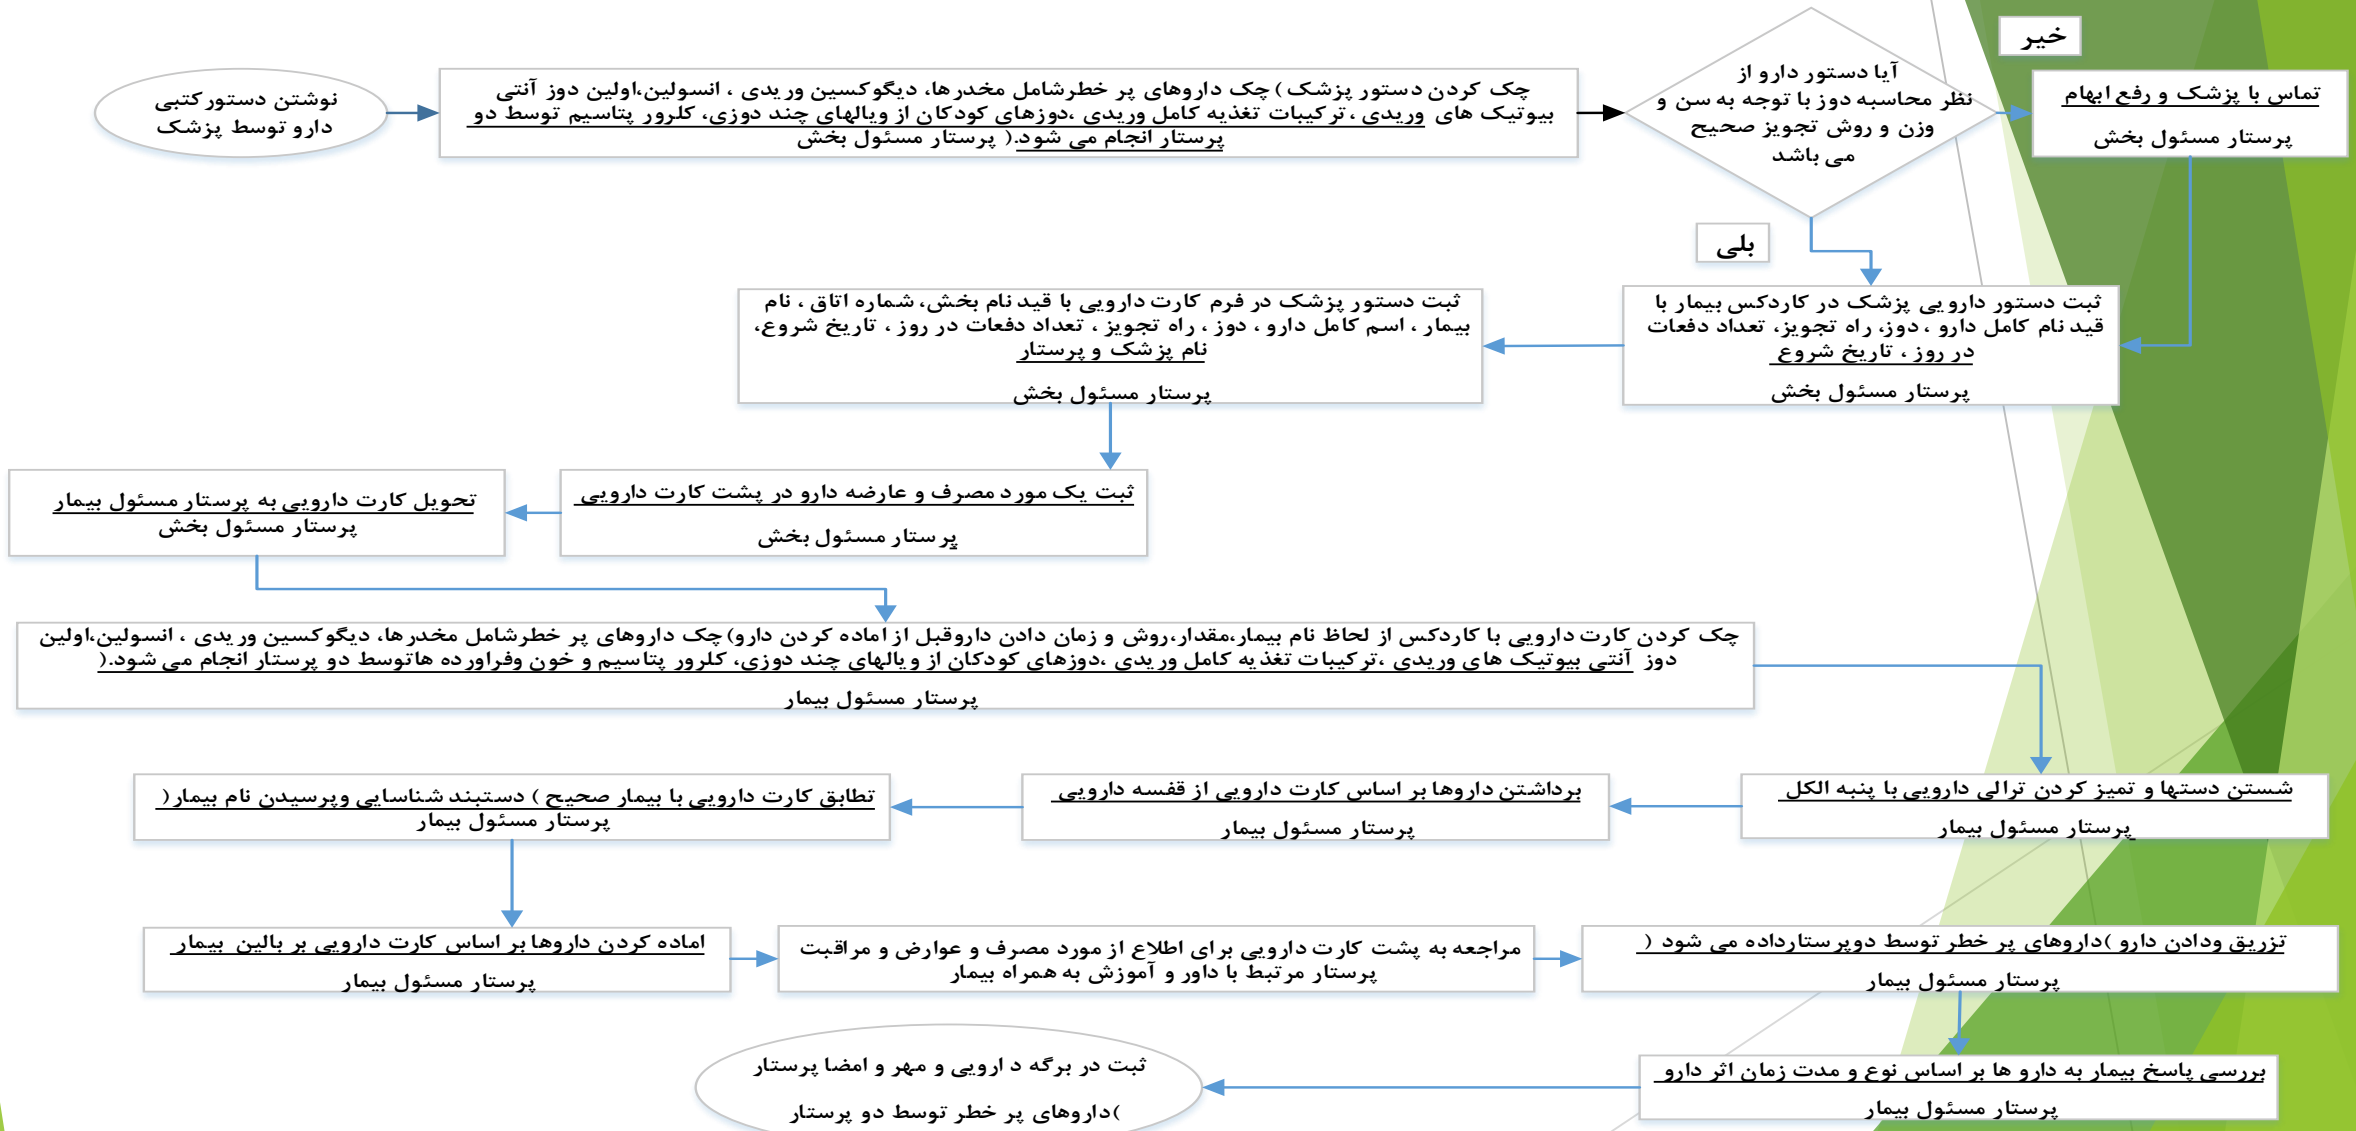 نوشتن دستور کتبی
دارو توسط پزشک
چک کردن دستور پزشک )چک داروهای پر خطرشامل مخدرها، دیگوکسین وریدی ، انسولین،اولین دوز آنتی
بیوتیک های وریدی ،ترکیبات تغذیه کامل وریدی ،دوزهای کودکان از ویالهای چند دوزی، کلرور پتاسیم توسط دو
پرستار انجام می شود.( پرستار مسئول بخش
آیا دستور دارو از
نظر محاسبه دوز با توجه به سن و
وزن و روش تجویز صحیح
می باشد
خیر
تماس با پزشک و رفع ابهام
پرستار مسئول بخش
بلی
ثبت دستور دارویی پزشک در کاردکس بیمار با
قید نام کامل دارو ، دوز، راه تجویز، تعداد دفعات
در روز ، تاریخ شروع
پرستار مسئول بخش
ثبت دستور پزشک در فرم کارت دارویی با قید نام بخش، شماره اتاق ، نام
بیمار ، اسم کامل دارو ، دوز ، راه تجویز ، تعداد دفعات در روز ، تاریخ شروع،
نام پزشک و پرستار
پرستار مسئول بخش
ثبت یک مورد مصرف و عارضه دارو در پشت کارت دارویی
پرستار مسئول بخش
تحویل کارت دارویی به پرستار مسئول بیمار
پرستار مسئول بخش
چک کردن کارت دارویی با کاردکس از لحاظ نام بیمار،مقدار،روش و زمان دادن داروقبل از اماده کردن دارو)چک داروهای پر خطرشامل مخدرها، دیگوکسین وریدی ، انسولین،اولین
دوز آنتی بیوتیک های وریدی ،ترکیبات تغذیه کامل وریدی ،دوزهای کودکان از ویالهای چند دوزی، کلرور پتاسیم و خون وفراورده هاتوسط دو پرستار انجام می شود.(
پرستار مسئول بیمار
شستن دستها و تمیز کردن ترالی دارویی با پنبه الکل
پرستار مسئول بیمار
برداشتن داروها بر اساس کارت دارویی از قفسه دارویی
پرستار مسئول بیمار
تطابق کارت دارویی با بیمار صحیح ) دستبند شناسایی وپرسیدن نام بیمار(
پرستار مسئول بیمار
اماده کردن داروها بر اساس کارت دارویی بر بالین بیمار
پرستار مسئول بیمار
مراجعه به پشت کارت دارویی برای اطلاع از مورد مصرف و عوارض و مراقبت
پرستار مرتبط با داور و آموزش به همراه بیمار
تزریق ودادن دارو )داروهای پر خطر توسط دوپرستارداده می شود (
پرستار مسئول بیمار
بررسی پاسخ بیمار به دارو ها بر اساس نوع و مدت زمان اثر دارو
پرستار مسئول بیمار
ثبت در برگه د ارویی و مهر و امضا پرستار
)داروهای پر خطر توسط دو پرستار